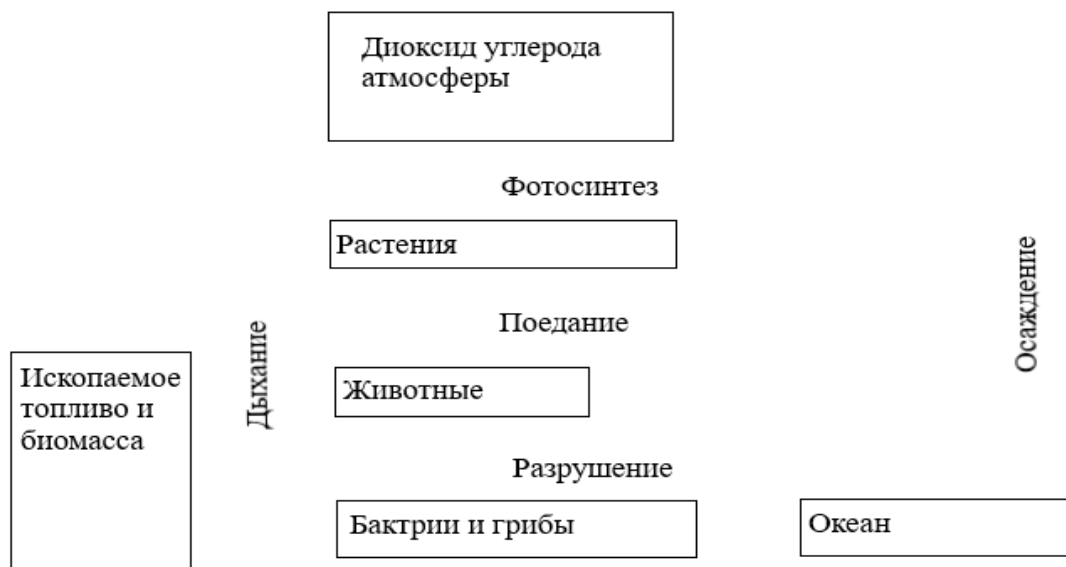 Диоксид углерода
атмосферы
Фотосинтез
Растения
Осаждение
Поедание
Дыхание
Ископаемое
топливо и
биомасса
Животные
Разрушение
Бактрии и грибы
Океан